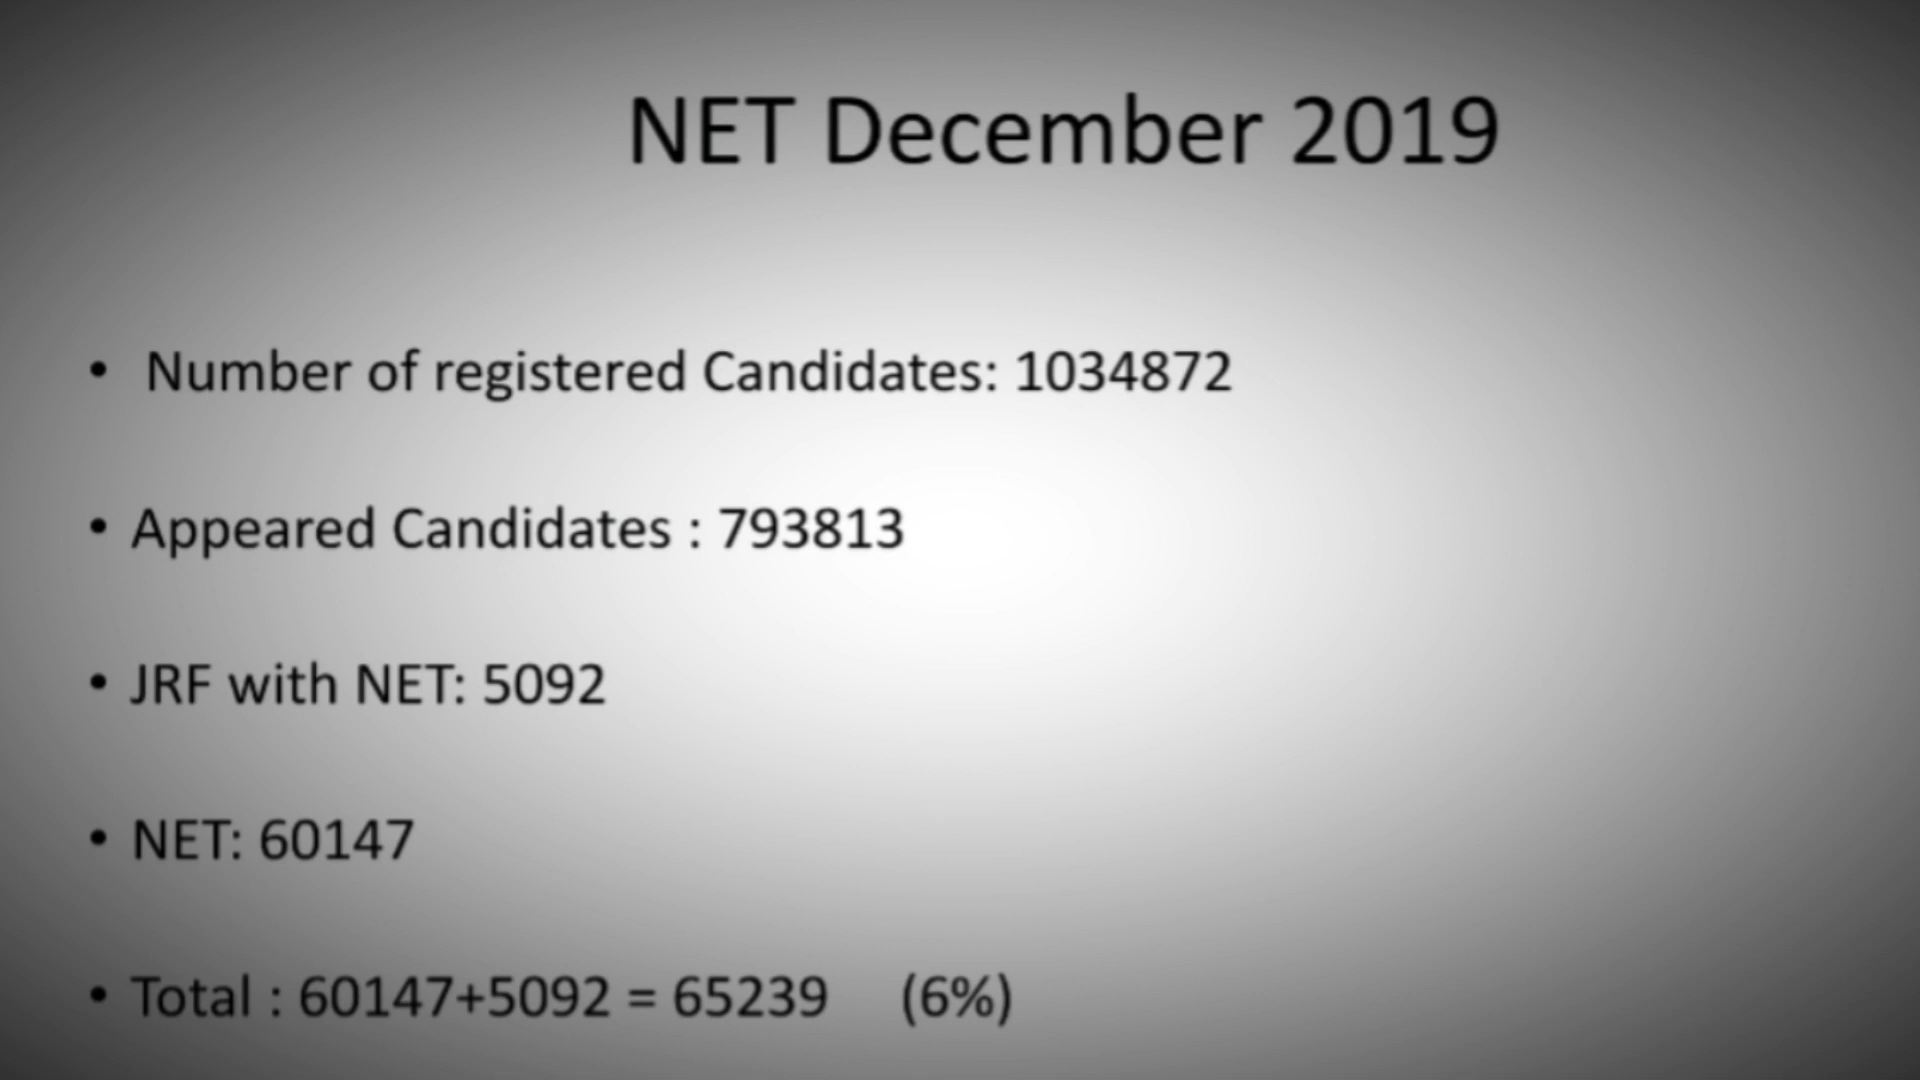 NET December 2019
• Number of registered Candidates: 1034872
• Appeared Candidates : 793813
• JRF with NET: 5092
• NET: 60147
• Total : 60147+5092 = 65239 (6%)